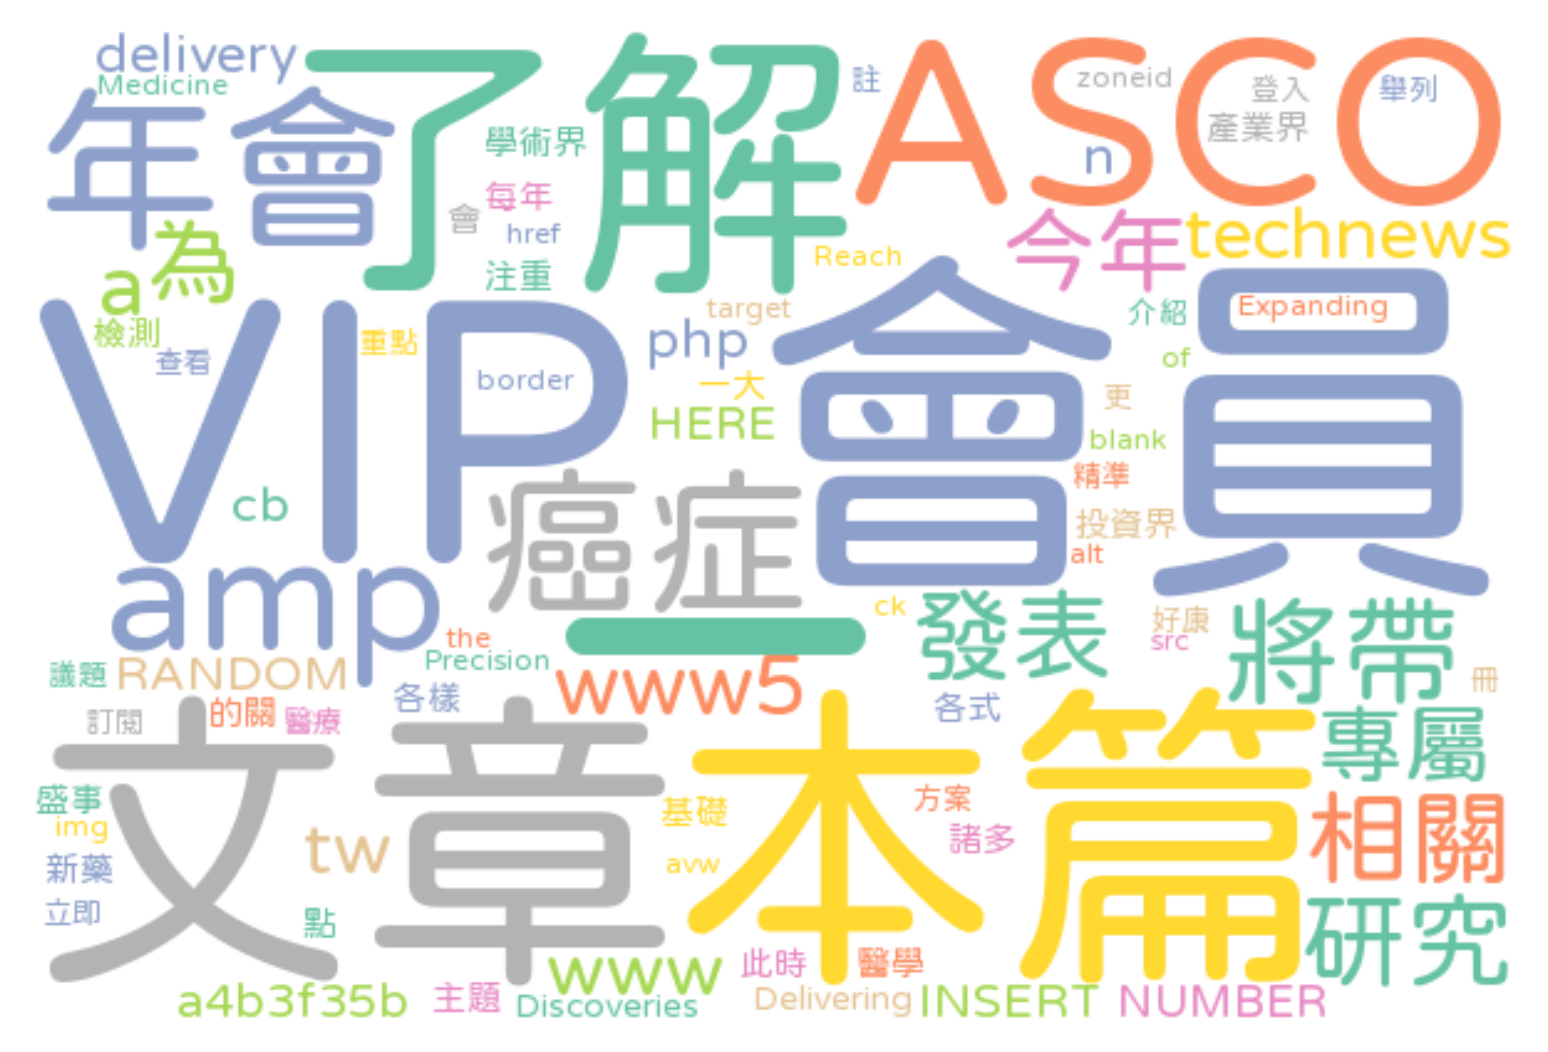 delivery
Medicine
了解
ASCO
註
zoneid
登入
舉列
產業界
n
年會
學術界
每年
會
href
注重
為
a
Reach
今年
technews
VIP
會員
檢測
查看
重點
border
target
php
一大
HERE
介紹
Expanding
of
更
blank
精準
投資界
alt
cb
癌症
amp
一
the
Precision
ck
發表
好康
src
將帶
冊
議題
RANDOM
各樣
www5
各式
訂閱
的關
醫療
專屬
文章
本篇
盛事
img
新藥
立即
tw
點
基礎
avw
方案
諸多
相關
研究
www
此時
醫學
a4b3f35b
主題
Discoveries
Delivering
INSERT
NUMBER